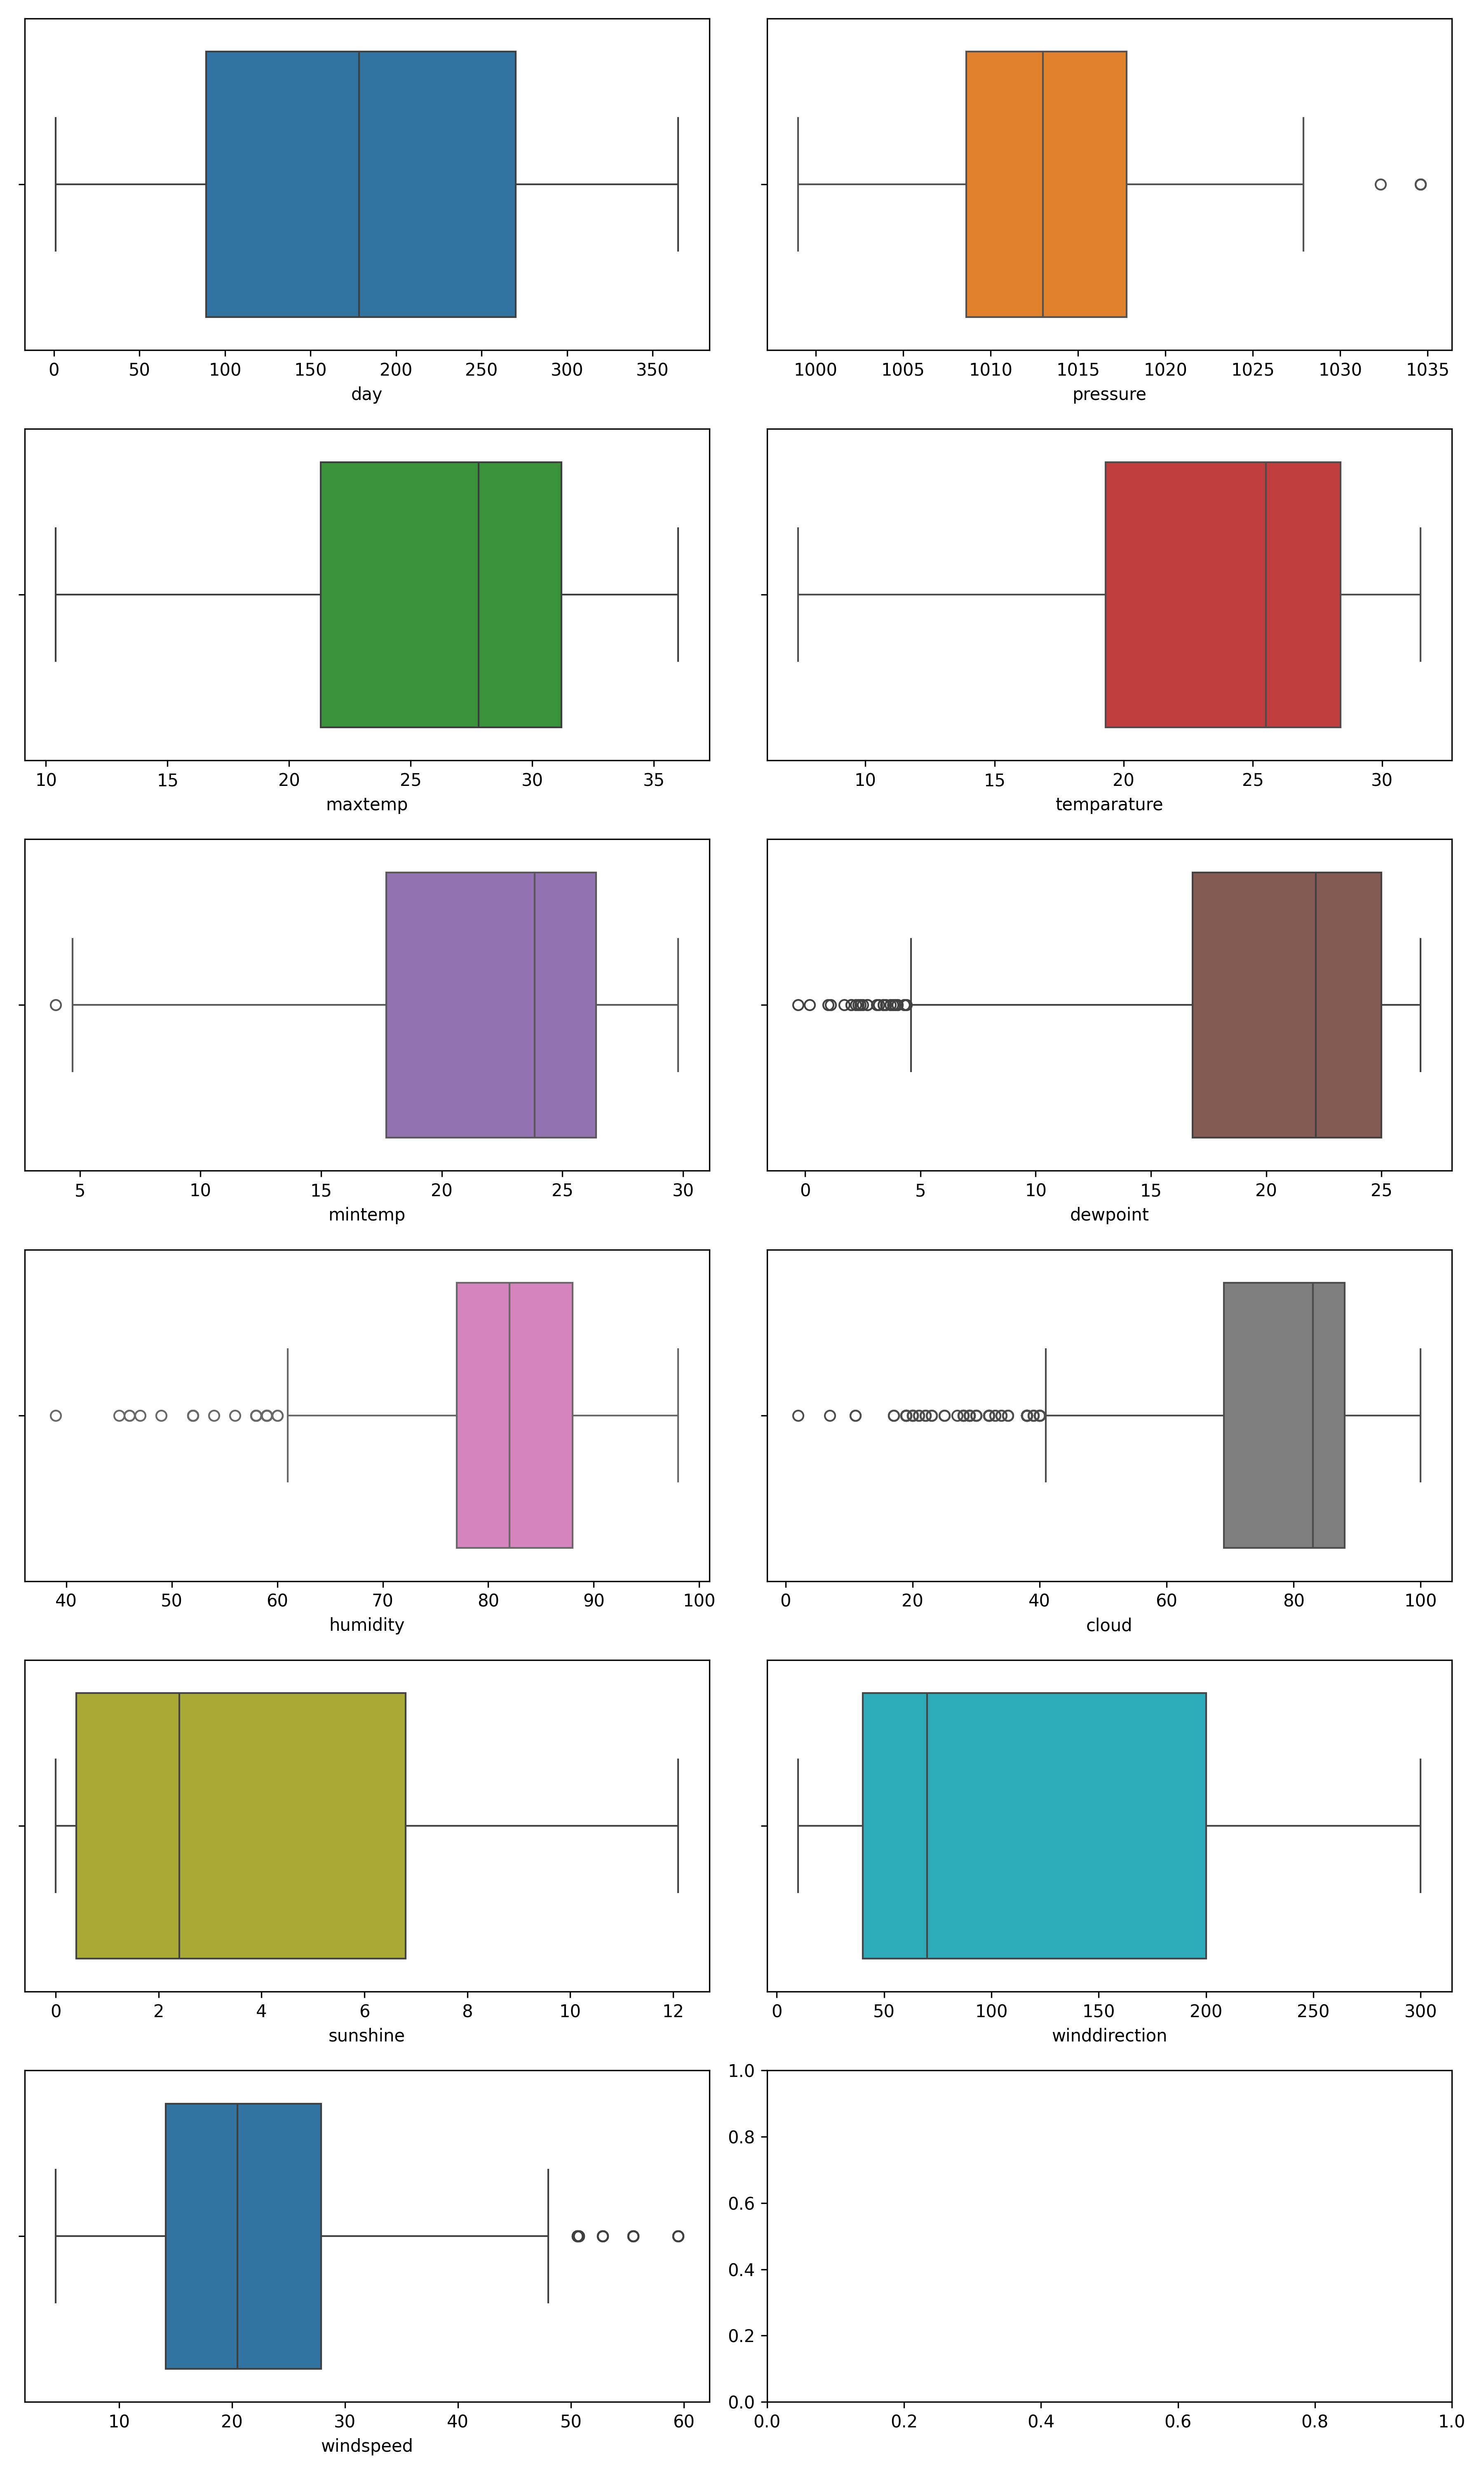 0 50 100 150 200 250 300 350
day
1000 1005 1010 1015 1020 1025 1030 1035
pressure
10 15 20 25 30 35
maxtemp
10 15 20 25 30
temparature
5 10 15 20 25 30
mintemp
0 5 10 15 20 25
dewpoint
40 50 60 70 80 90 100
humidity
0 20 40 60 80 100
cloud
0 2 4 6 8 10 12
sunshine
0 50 100 150 200 250 300
winddirection
10 20 30 40 50 60
windspeed
1.0
0.8
0.6
0.4
0.2
0.0
0.0 0.2 0.4 0.6 0.8 1.0